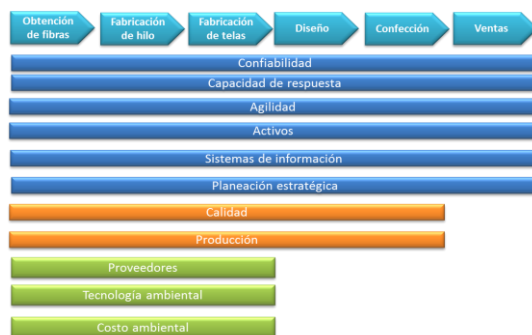 Obtención
de fibras
Fabricación
de hilo
Fabricación
de telas
Diseño
Confección
Ventas
Confiabilidad
Capacidad de respuesta
Agilidad
Activos
Sistemas de información
Planeación estratégica
Calidad
Producción
Proveedores
Tecnología ambiental
Costo ambiental